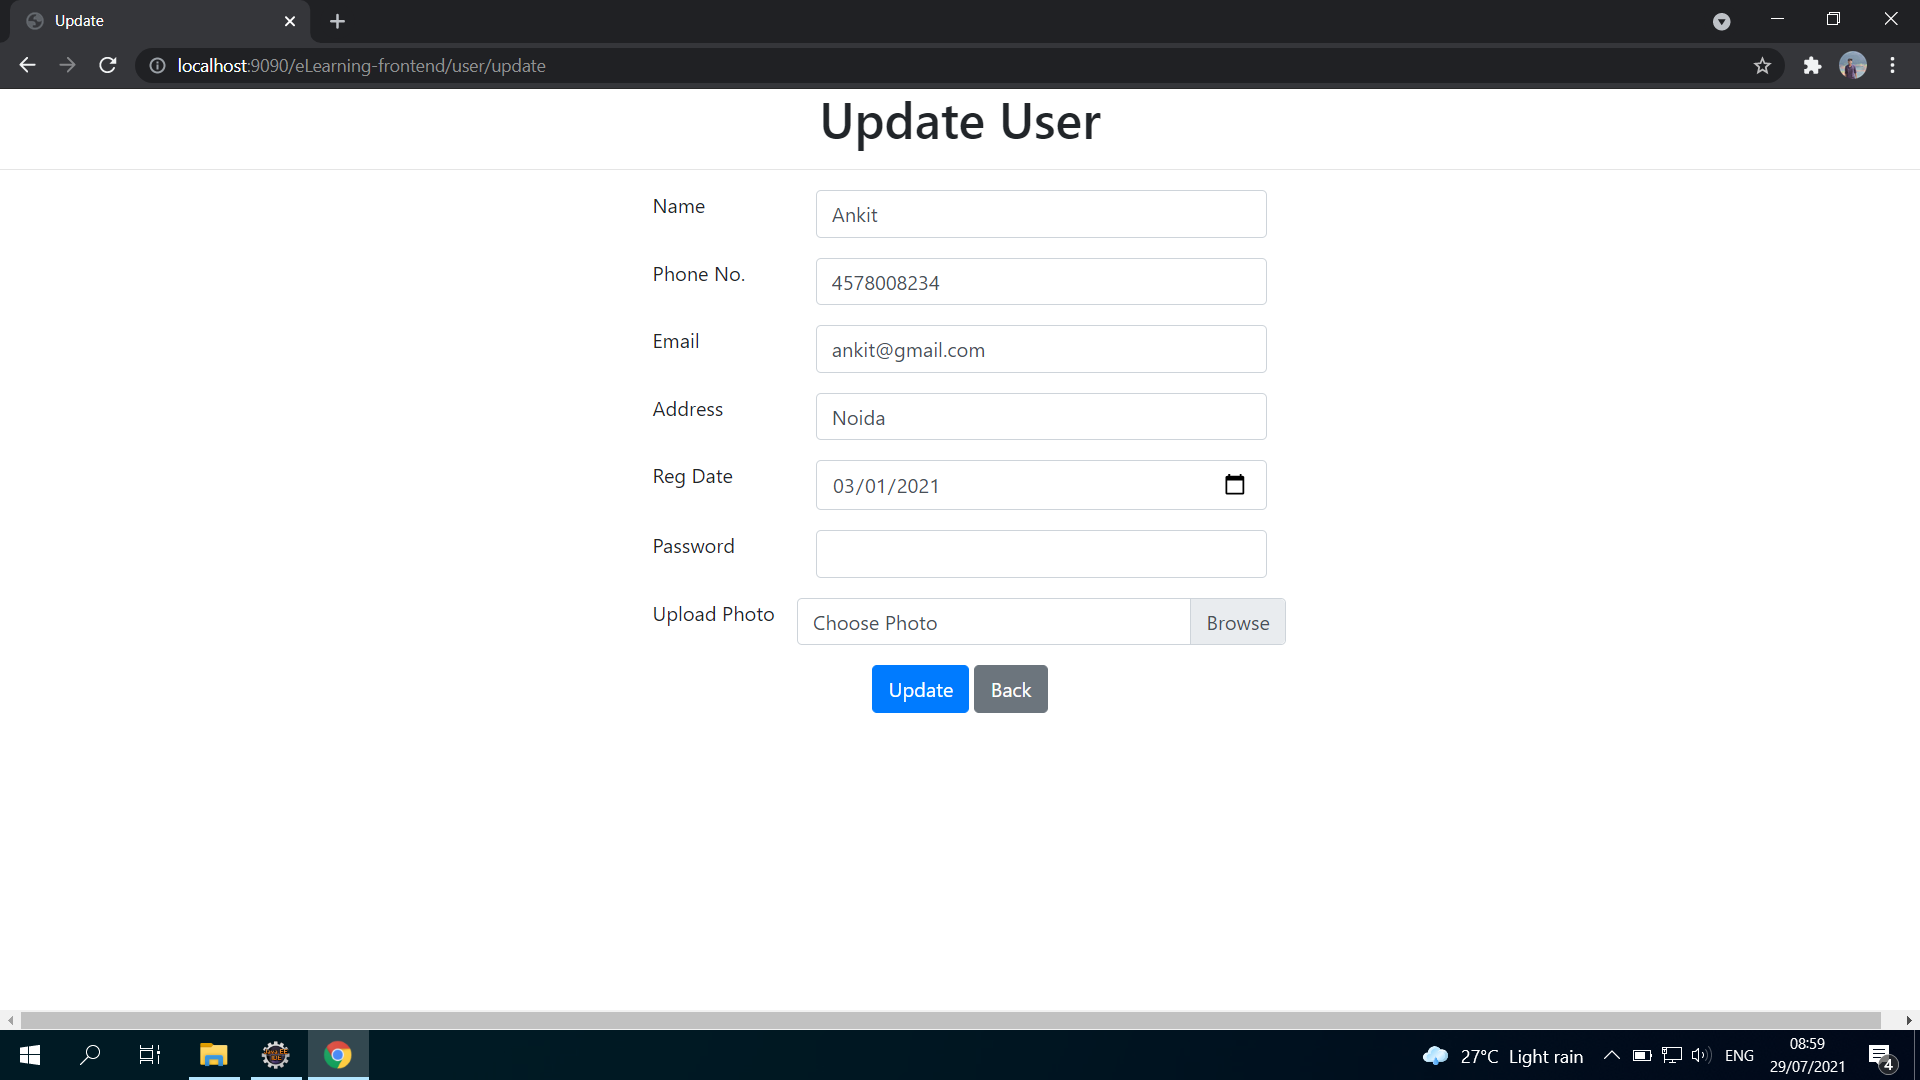 Update
localhost:9090/eLearning-frontend/user/update
Update User
Name
Ankit
Phone No.
4578008234
Email
ankit@gmail.com
Address
Noida
Reg Date
03/01/2021
Password
Upload Photo
Choose Photo
Browse
Update
Back
27°C Light rain
ENG
08:59
29/07/2021
4